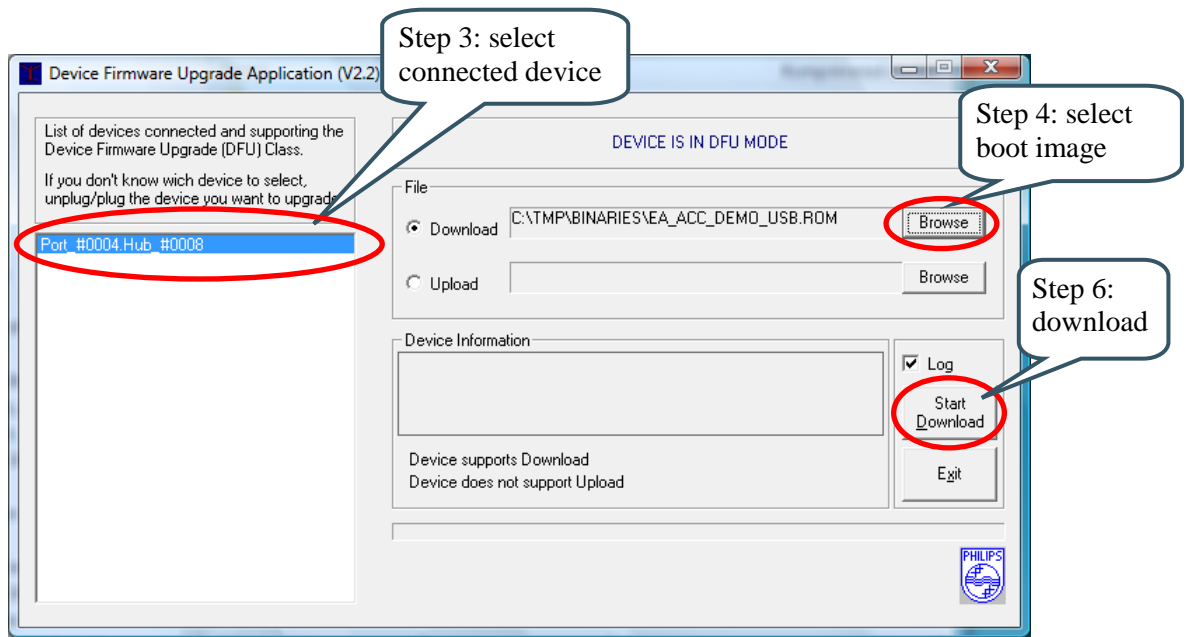 Step 3: select
connected device
Device Firmware Upgrade Application (V2.2)
Step 4: select
boot image
List of devices connected and supporting the
Device Firmware Upgrade (DFU) Class.
If you don't know wich device to select,
unplug/plug the device you want to upgrade
Port_#0004.Hub_#0008
DEVICE IS IN DFU MODE
File
Download C:\TMP\BINARIES\EA_ACC_DEMO_USB.ROM Browse
Upload Browse
Step 6:
download
Device Information
Log
Start
Download
Device supports Download
Device does not support Upload
Exit
PHILIPS